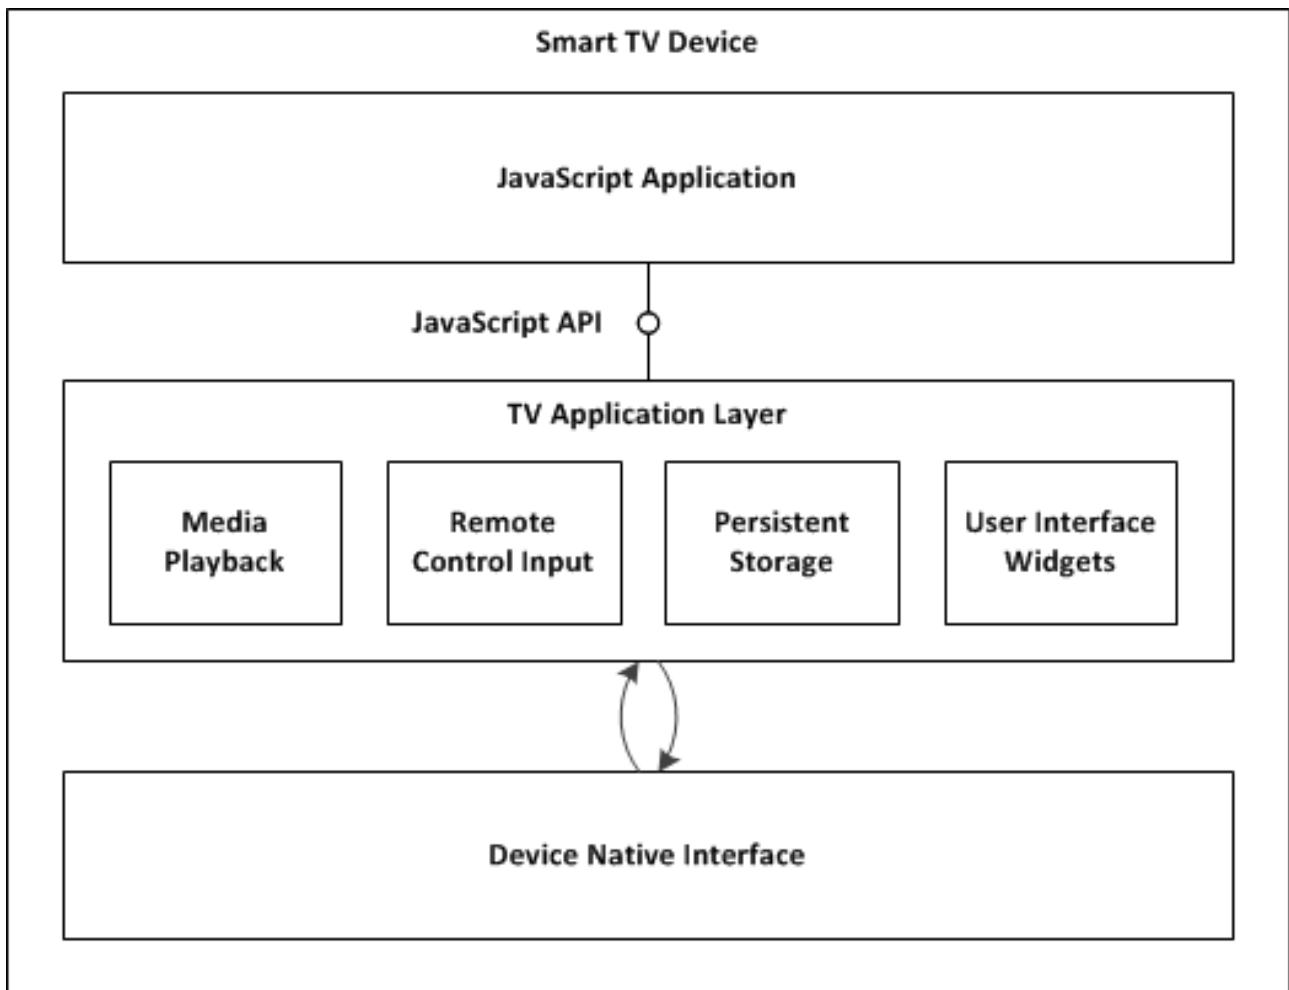 Smart TV Device
JavaScript Application
JavaScript API
TV Application Layer
Media
Playback
Remote
Control Input
Persistent
Storage
User Interface
Widgets
Device Native Interface